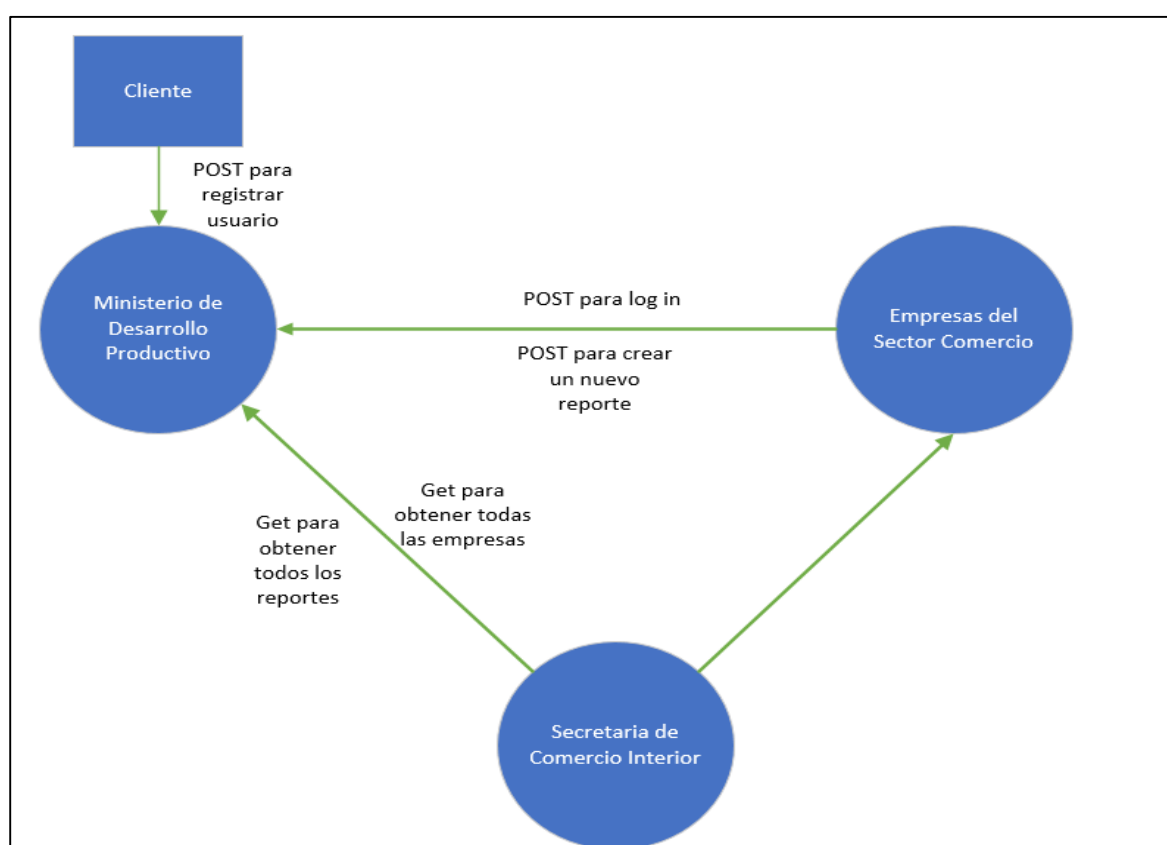 Cliente
POST para
registrar
usuario
Ministerio de
Desarrollo
Productivo
POST para log in
POST para crear
un nuevo
reporte
Empresas del
Sector Comercio
Get para
obtener todas
las empresas
Get para
obtener
todos los
reportes
Secretaria de
Comercio Interior